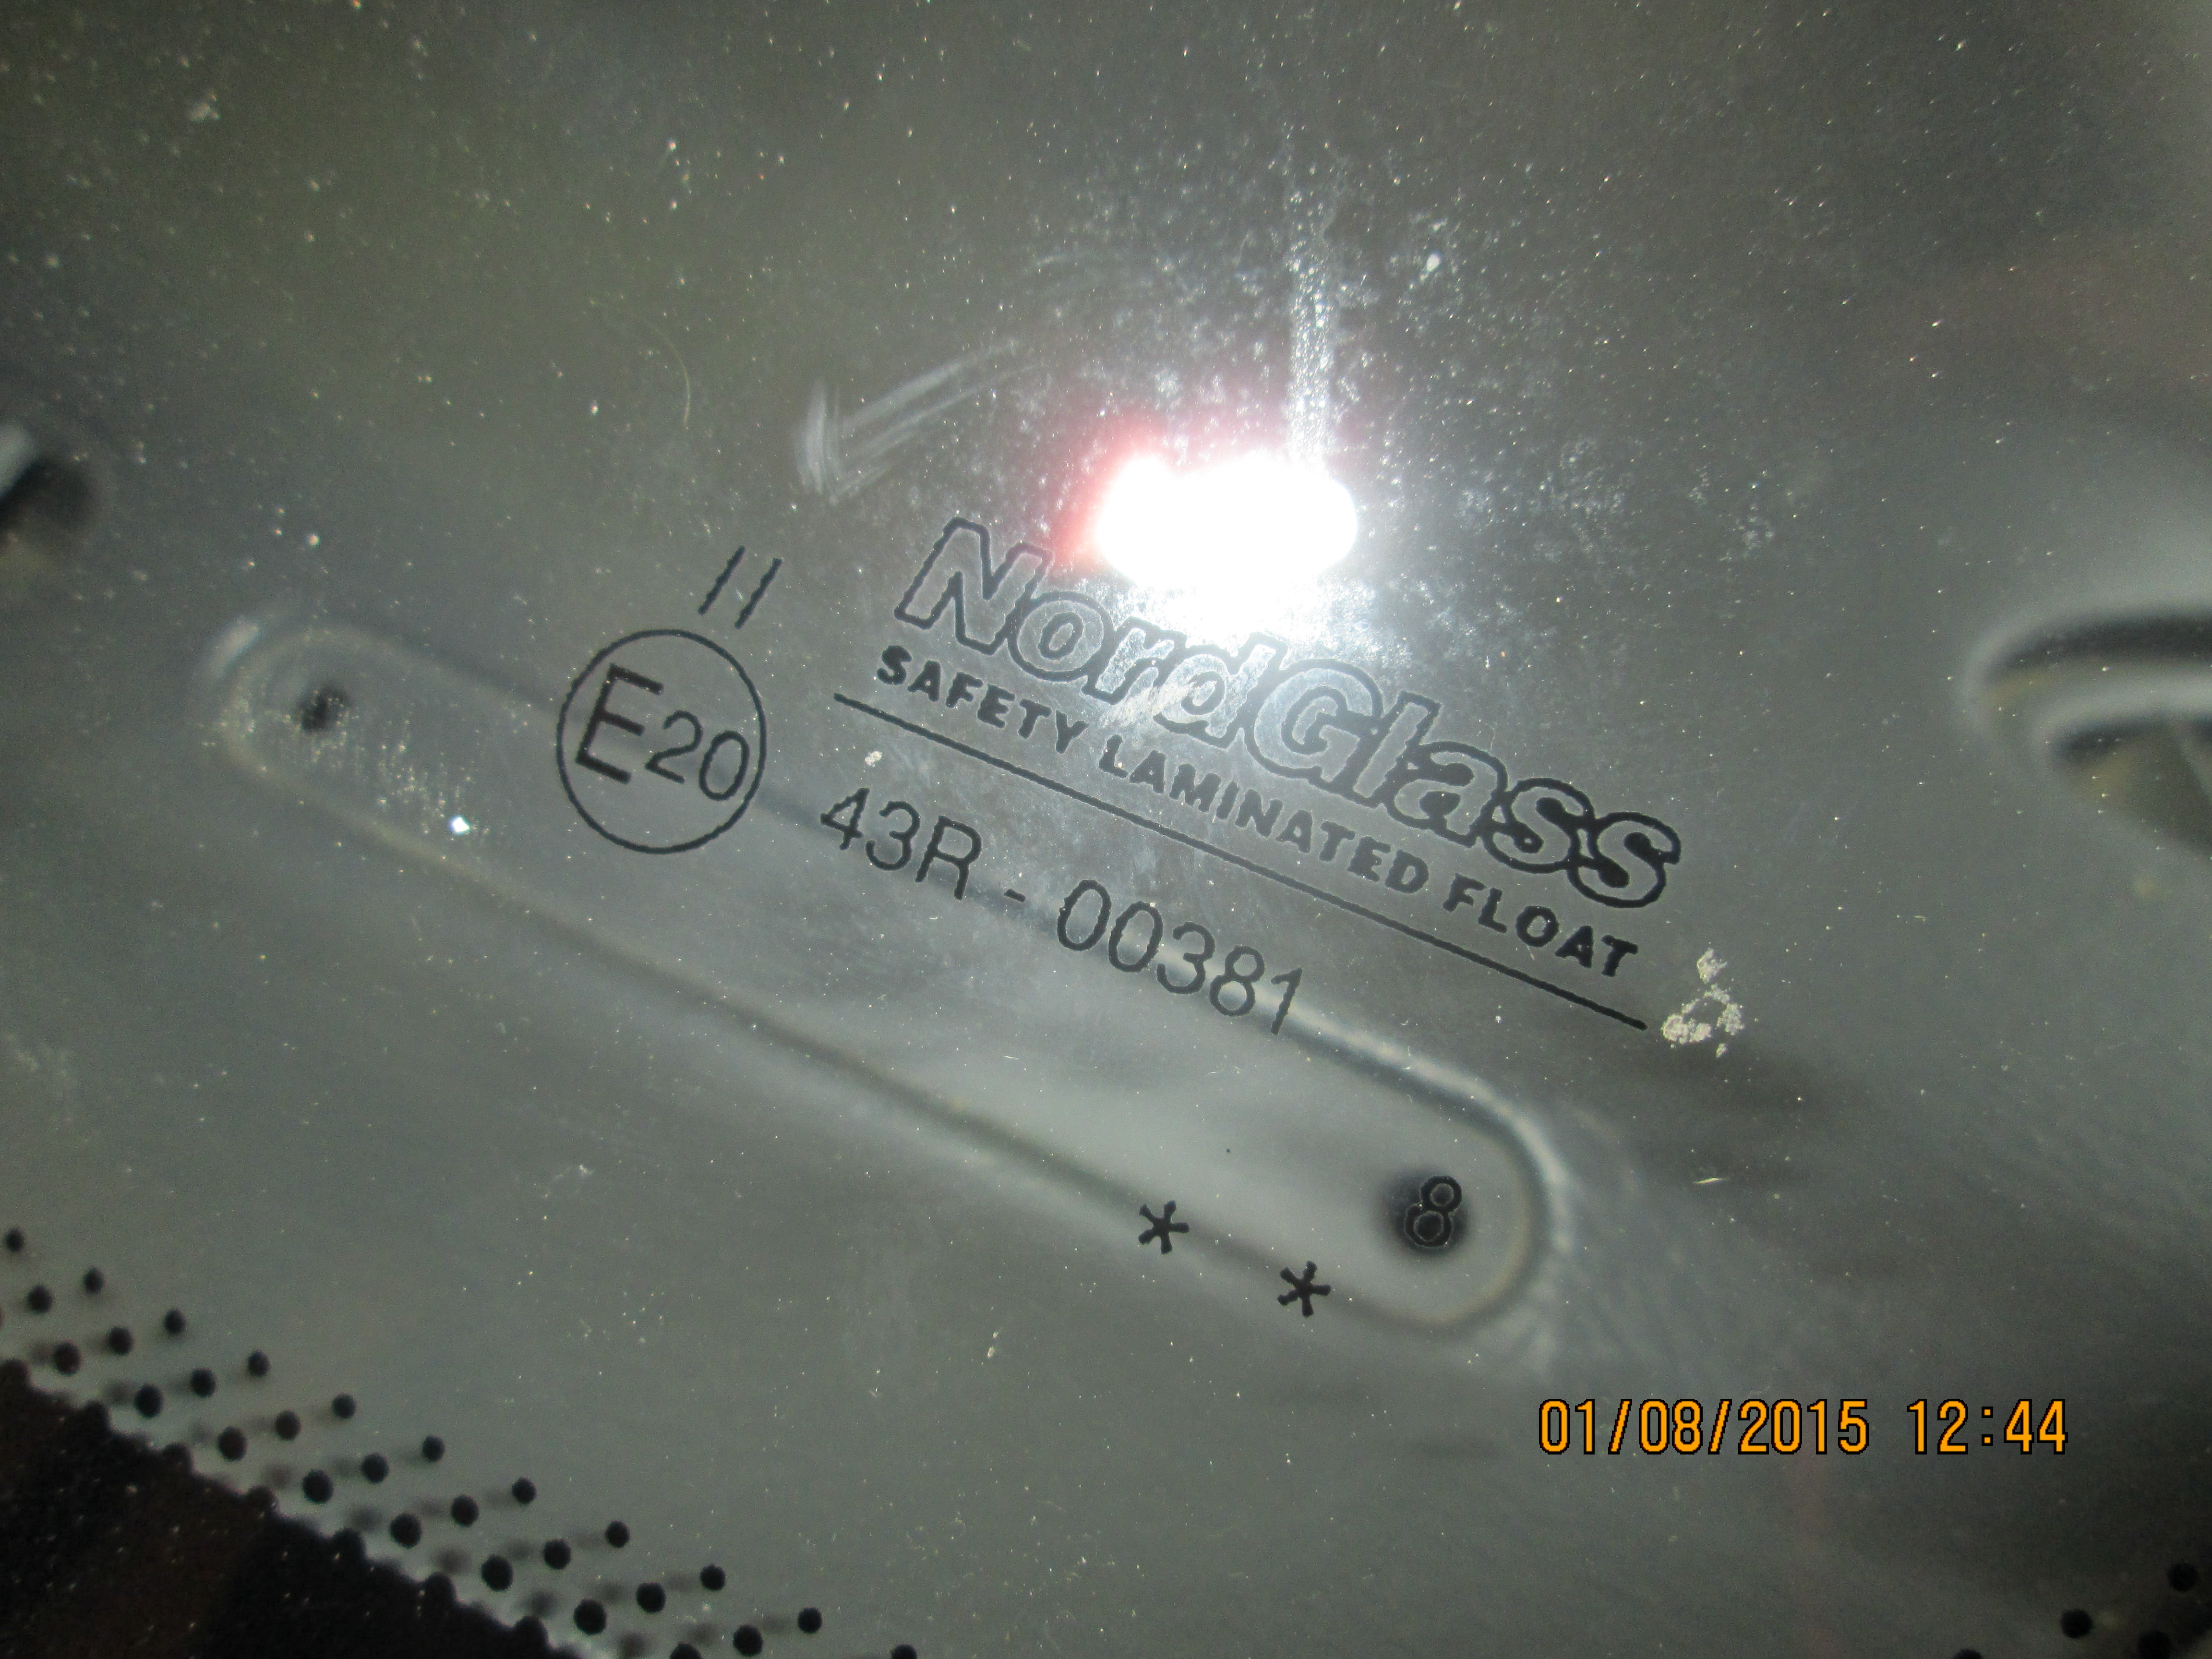 II
NordGlass
SAFETY LAMINATED FLOAT
E20
43R - 00381
* * 8
01/08/2015 12:44